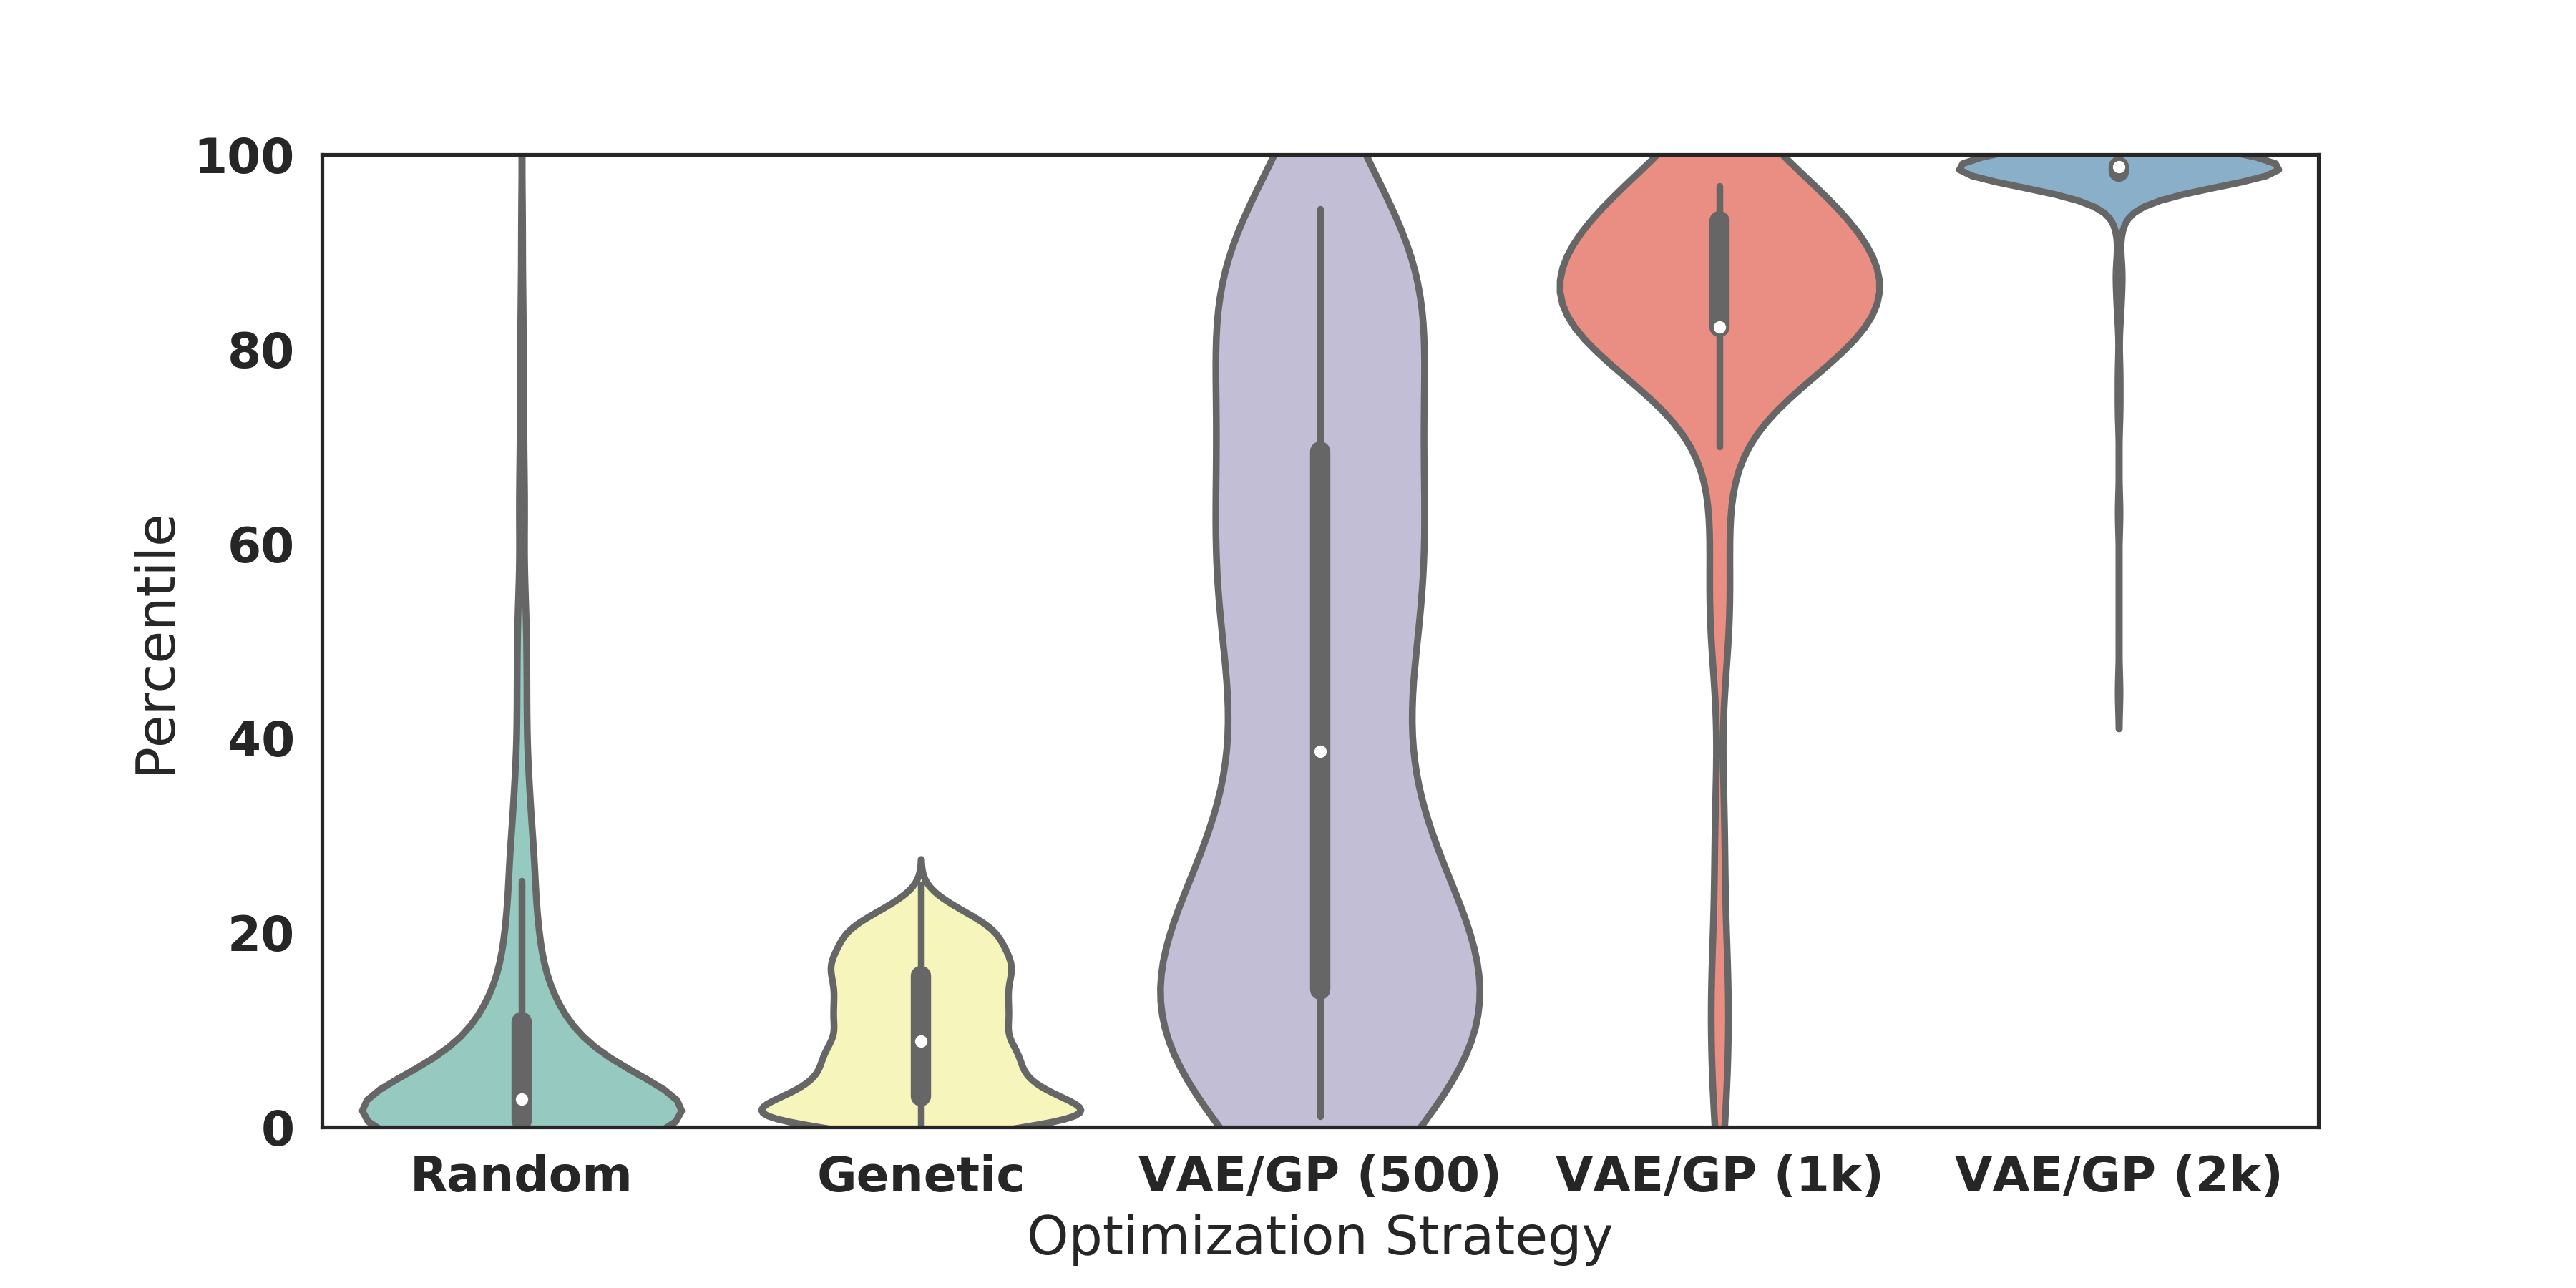 100
80
60
40
20
0
Percentile
Random
Genetic
VAE/GP (500)
VAE/GP (1k)
VAE/GP (2k)
Optimization Strategy